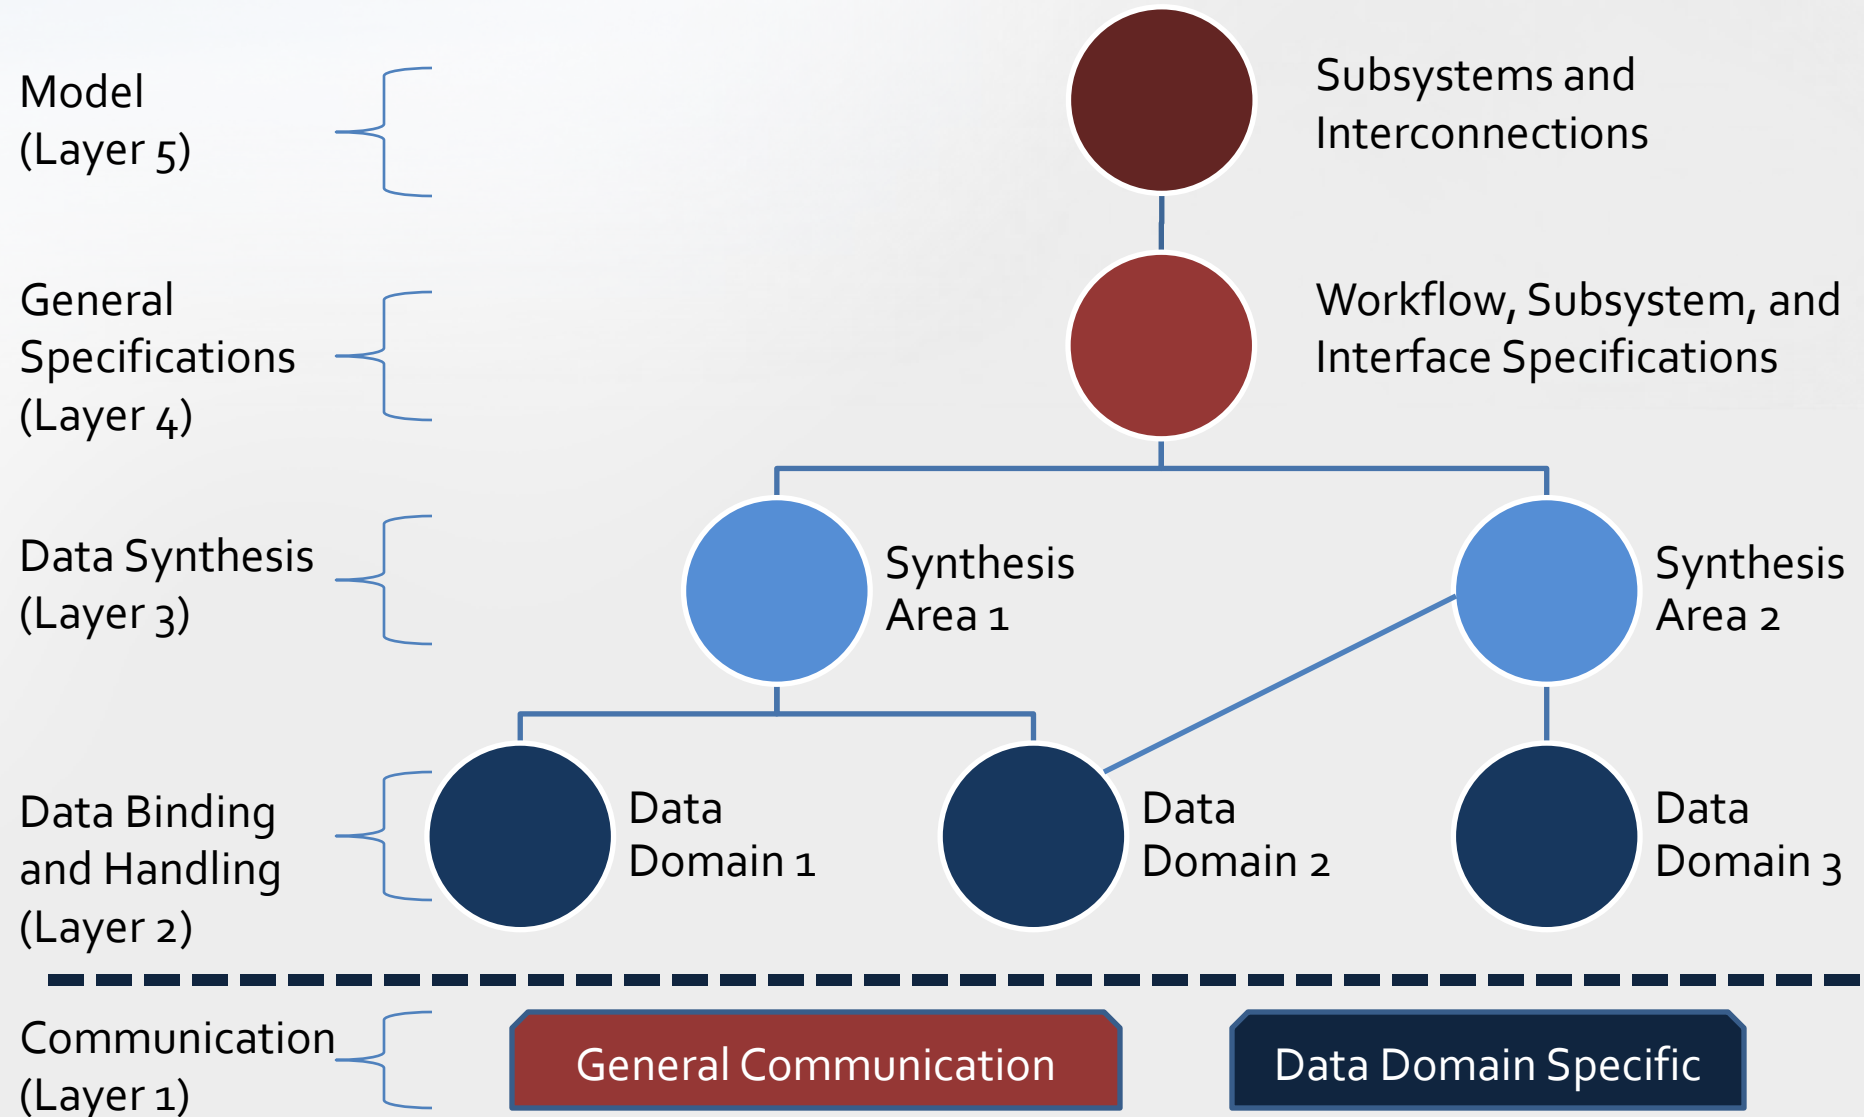 Model
(Layer 5)
Subsystems and
Interconnections
General
Specifications
(Layer 4)
Workflow, Subsystem, and
Interface Specifications
Data Synthesis
(Layer 3)
Synthesis
Area 1
Synthesis
Area 2
Data Binding
and Handling
(Layer 2)
Data
Domain 1
Data
Domain 2
Data
Domain 3
Communication
(Layer 1)
General Communication
Data Domain Specific